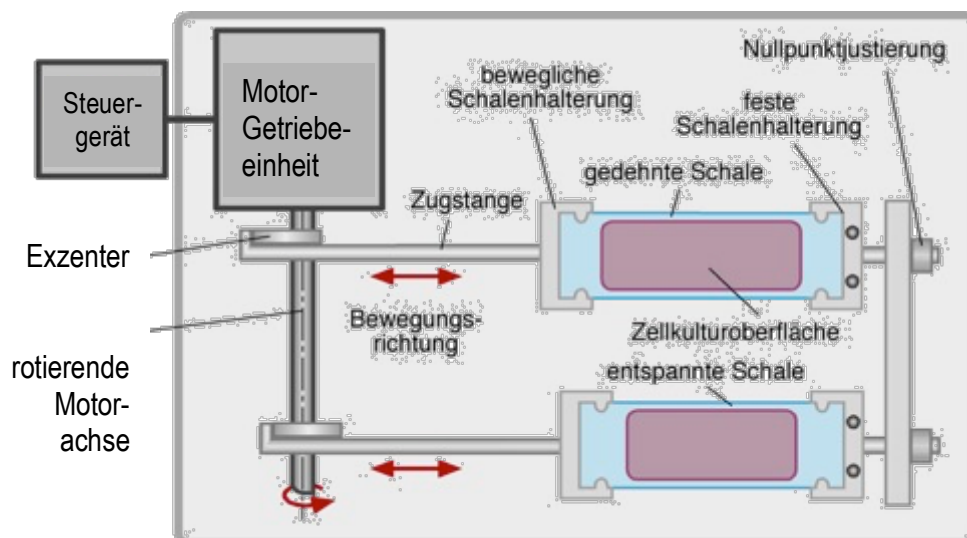 Steuer-
gerät
Motor-
Getriebe-
einheit
bewegliche
Schalenhalterung
Nullpunktjustierung
feste
Schalenhalterung
gedehnte Schale
Zugstange
Exzenter
Bewegungs-
richtung
Zellkulturoberfläche
entspannte Schale
rotierende
Motor-
achse